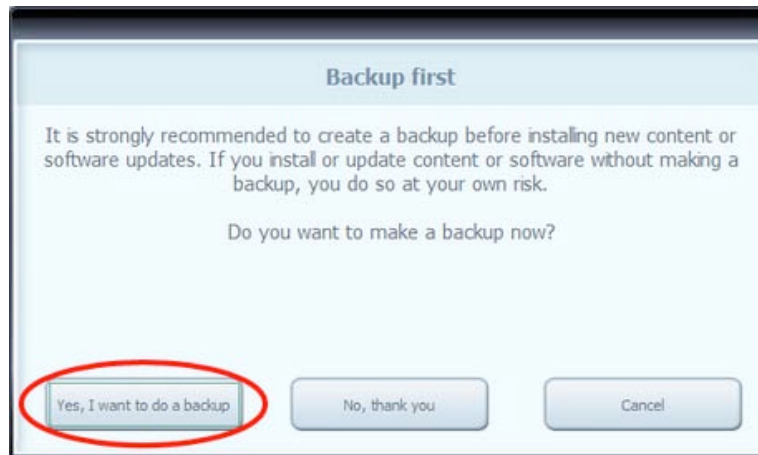 Backup first
It is strongly recommended to create a backup before installing new content or
software updates. If you install or update content or software without making a
backup, you do so at your own risk.
Do you want to make a backup now?
Yes, I want to do a backup
No, thank you
Cancel